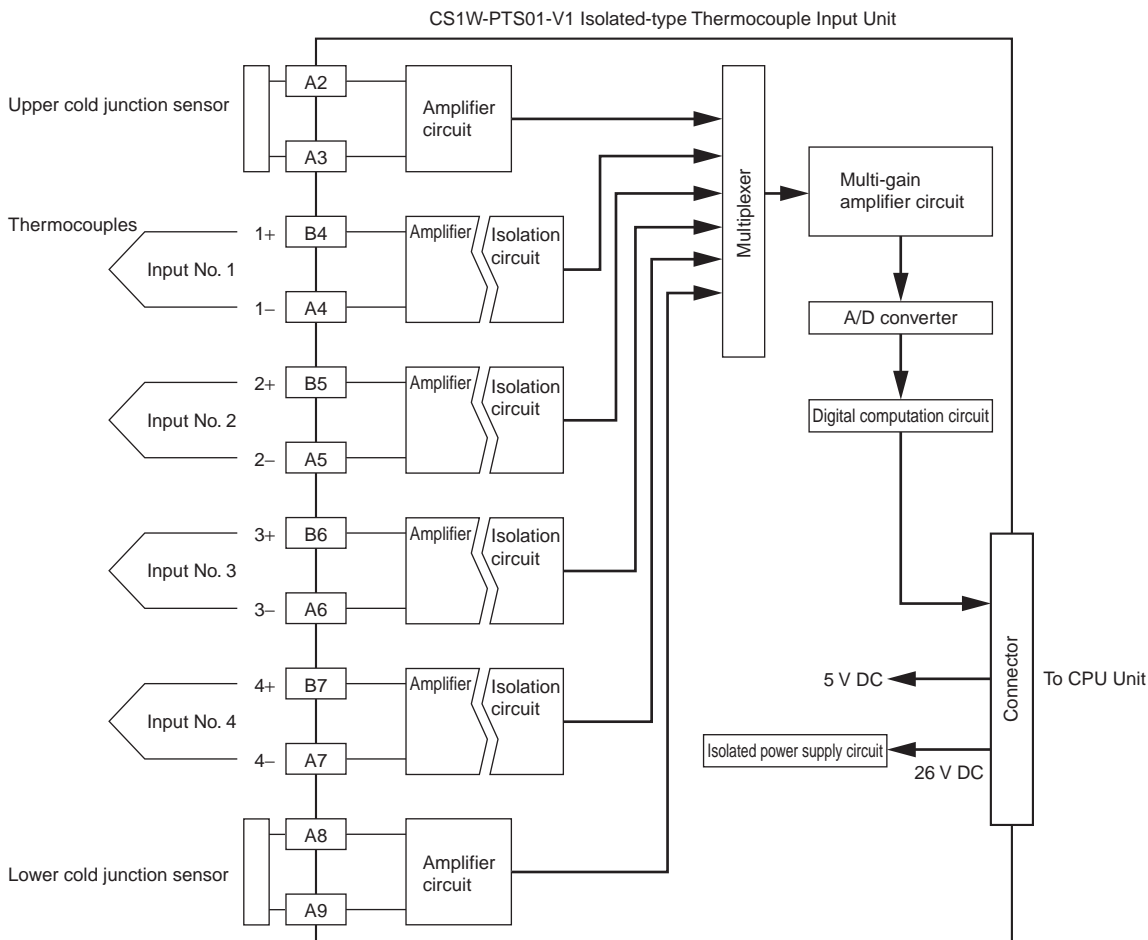 CS1W-PTS01-V1 Isolated-type Thermocouple Input Unit
Upper cold junction sensor
A2
A3
Amplifier
circuit
Thermocouples
Input No. 1
1+
B4
1−
A4
Amplifier
Isolation
circuit
Input No. 2
2+
B5
2−
A5
Amplifier
Isolation
circuit
Input No. 3
3+
B6
3−
A6
Amplifier
Isolation
circuit
Input No. 4
4+
B7
4−
A7
Amplifier
Isolation
circuit
Lower cold junction sensor
A8
A9
Amplifier
circuit
Multiplexer
Multi-gain
amplifier circuit
A/D converter
Digital computation circuit
Connector
To CPU Unit
5 V DC
Isolated power supply circuit
26 V DC